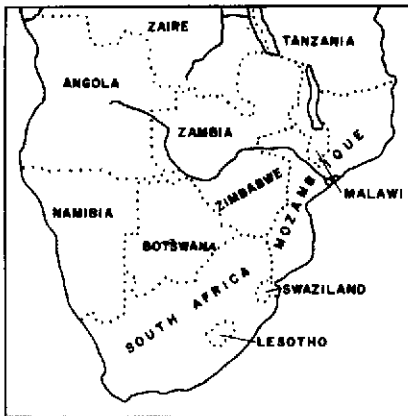 ZAIRE
TANZANIA
ANGOLA
ZAMBIA
MALAWI
MOZAMBIQUE
ZIMBABWE
NAMIBIA
BOTSWANA
SWAZILAND
SOUTH AFRICA
LESOTHO